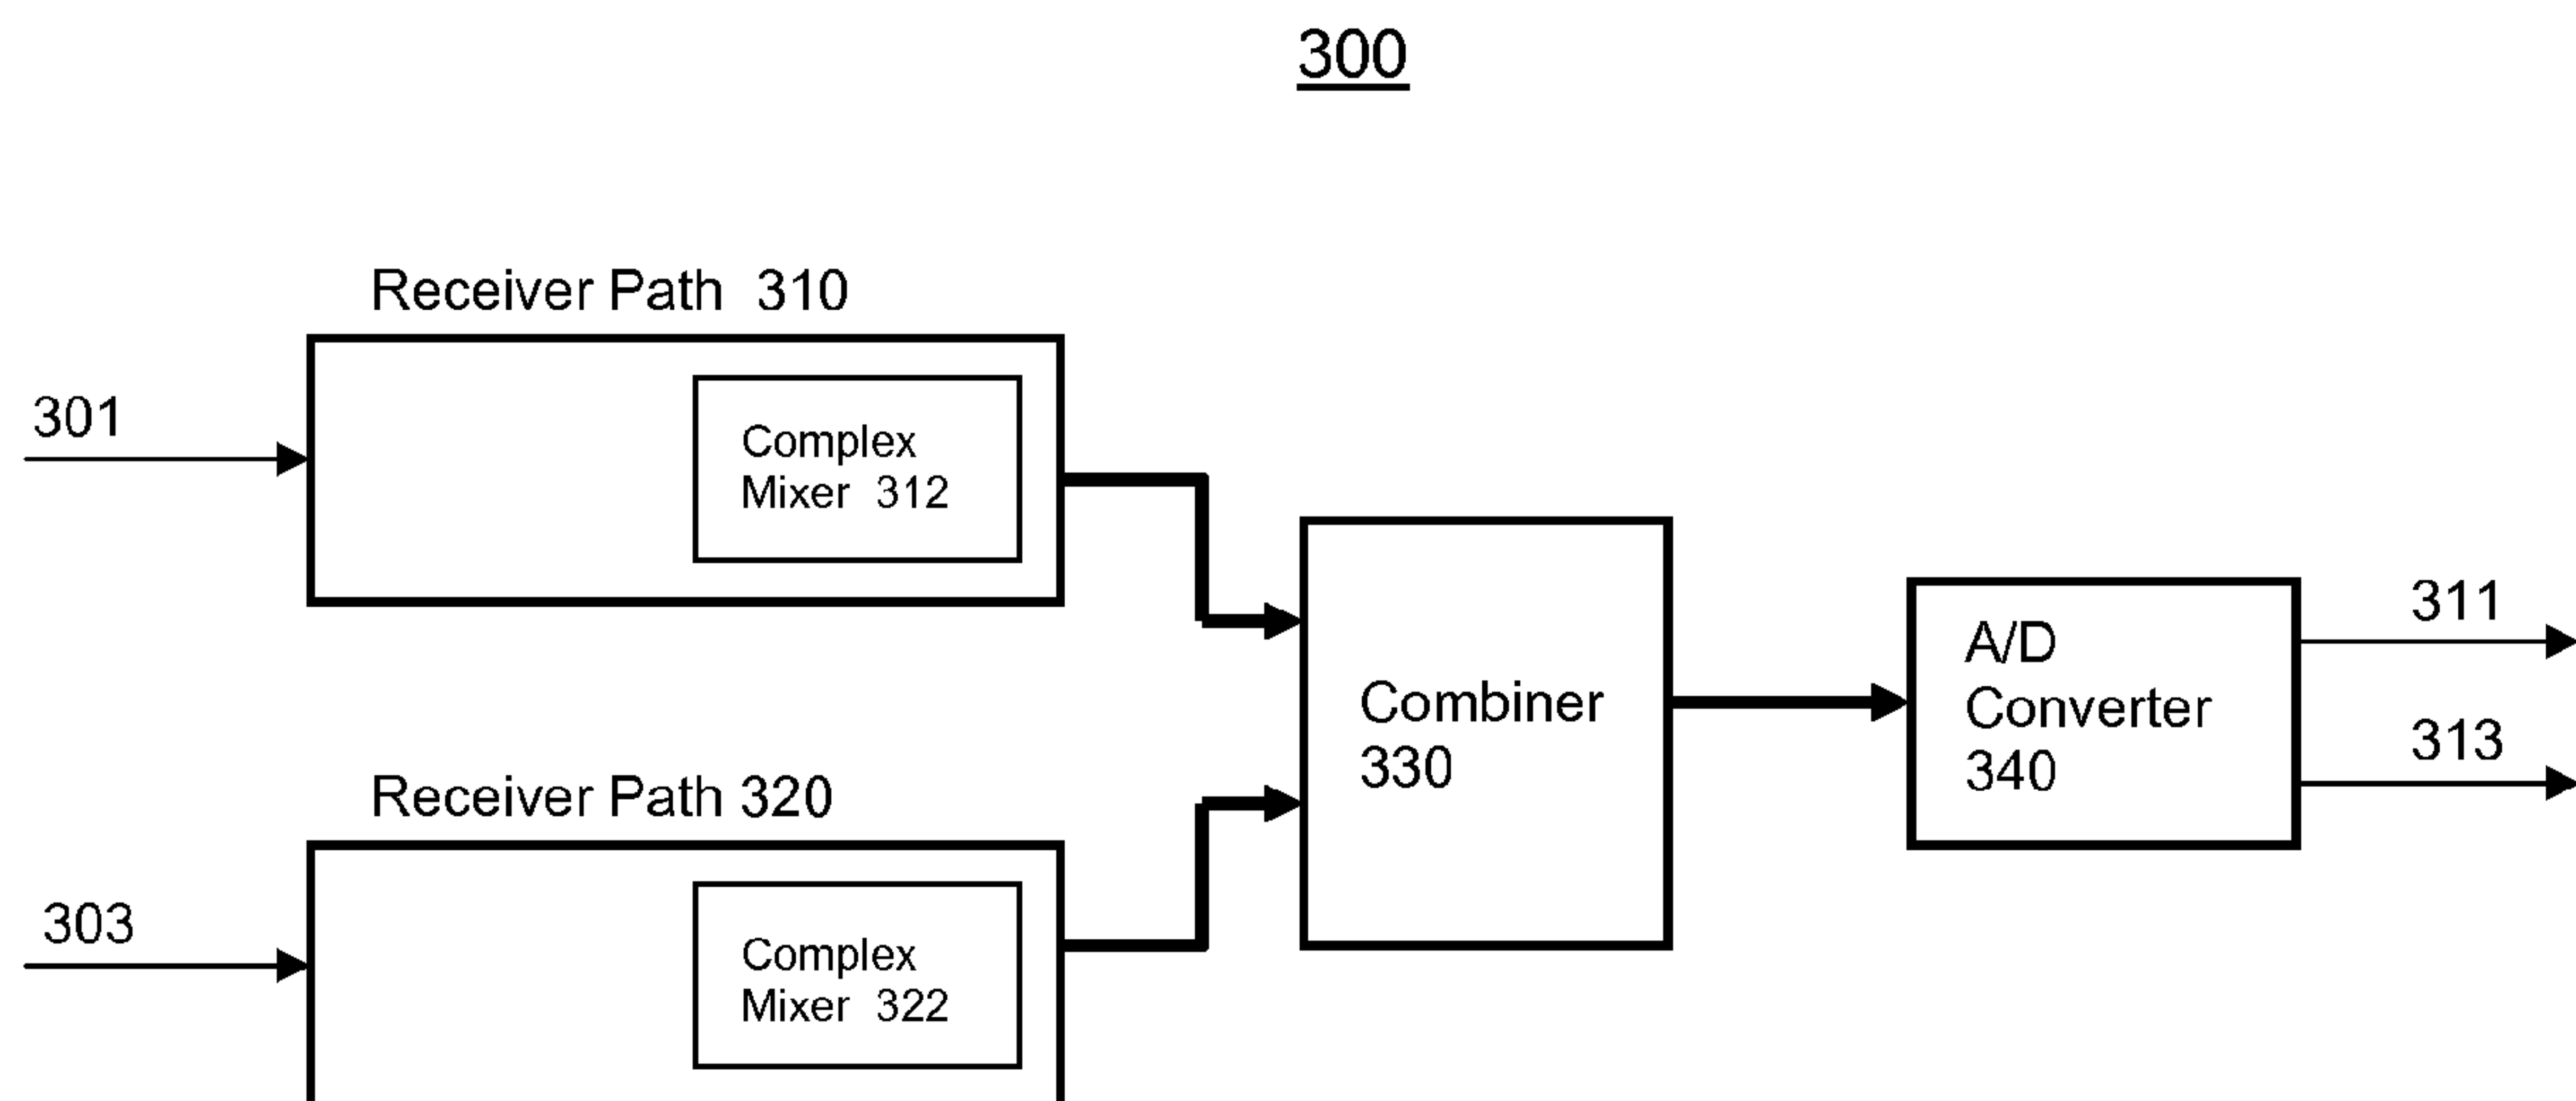 300
Receiver Path 310
301
Complex
Mixer 312
Combiner
330
A/D
Converter
340
311
313
Receiver Path 320
303
Complex
Mixer 322